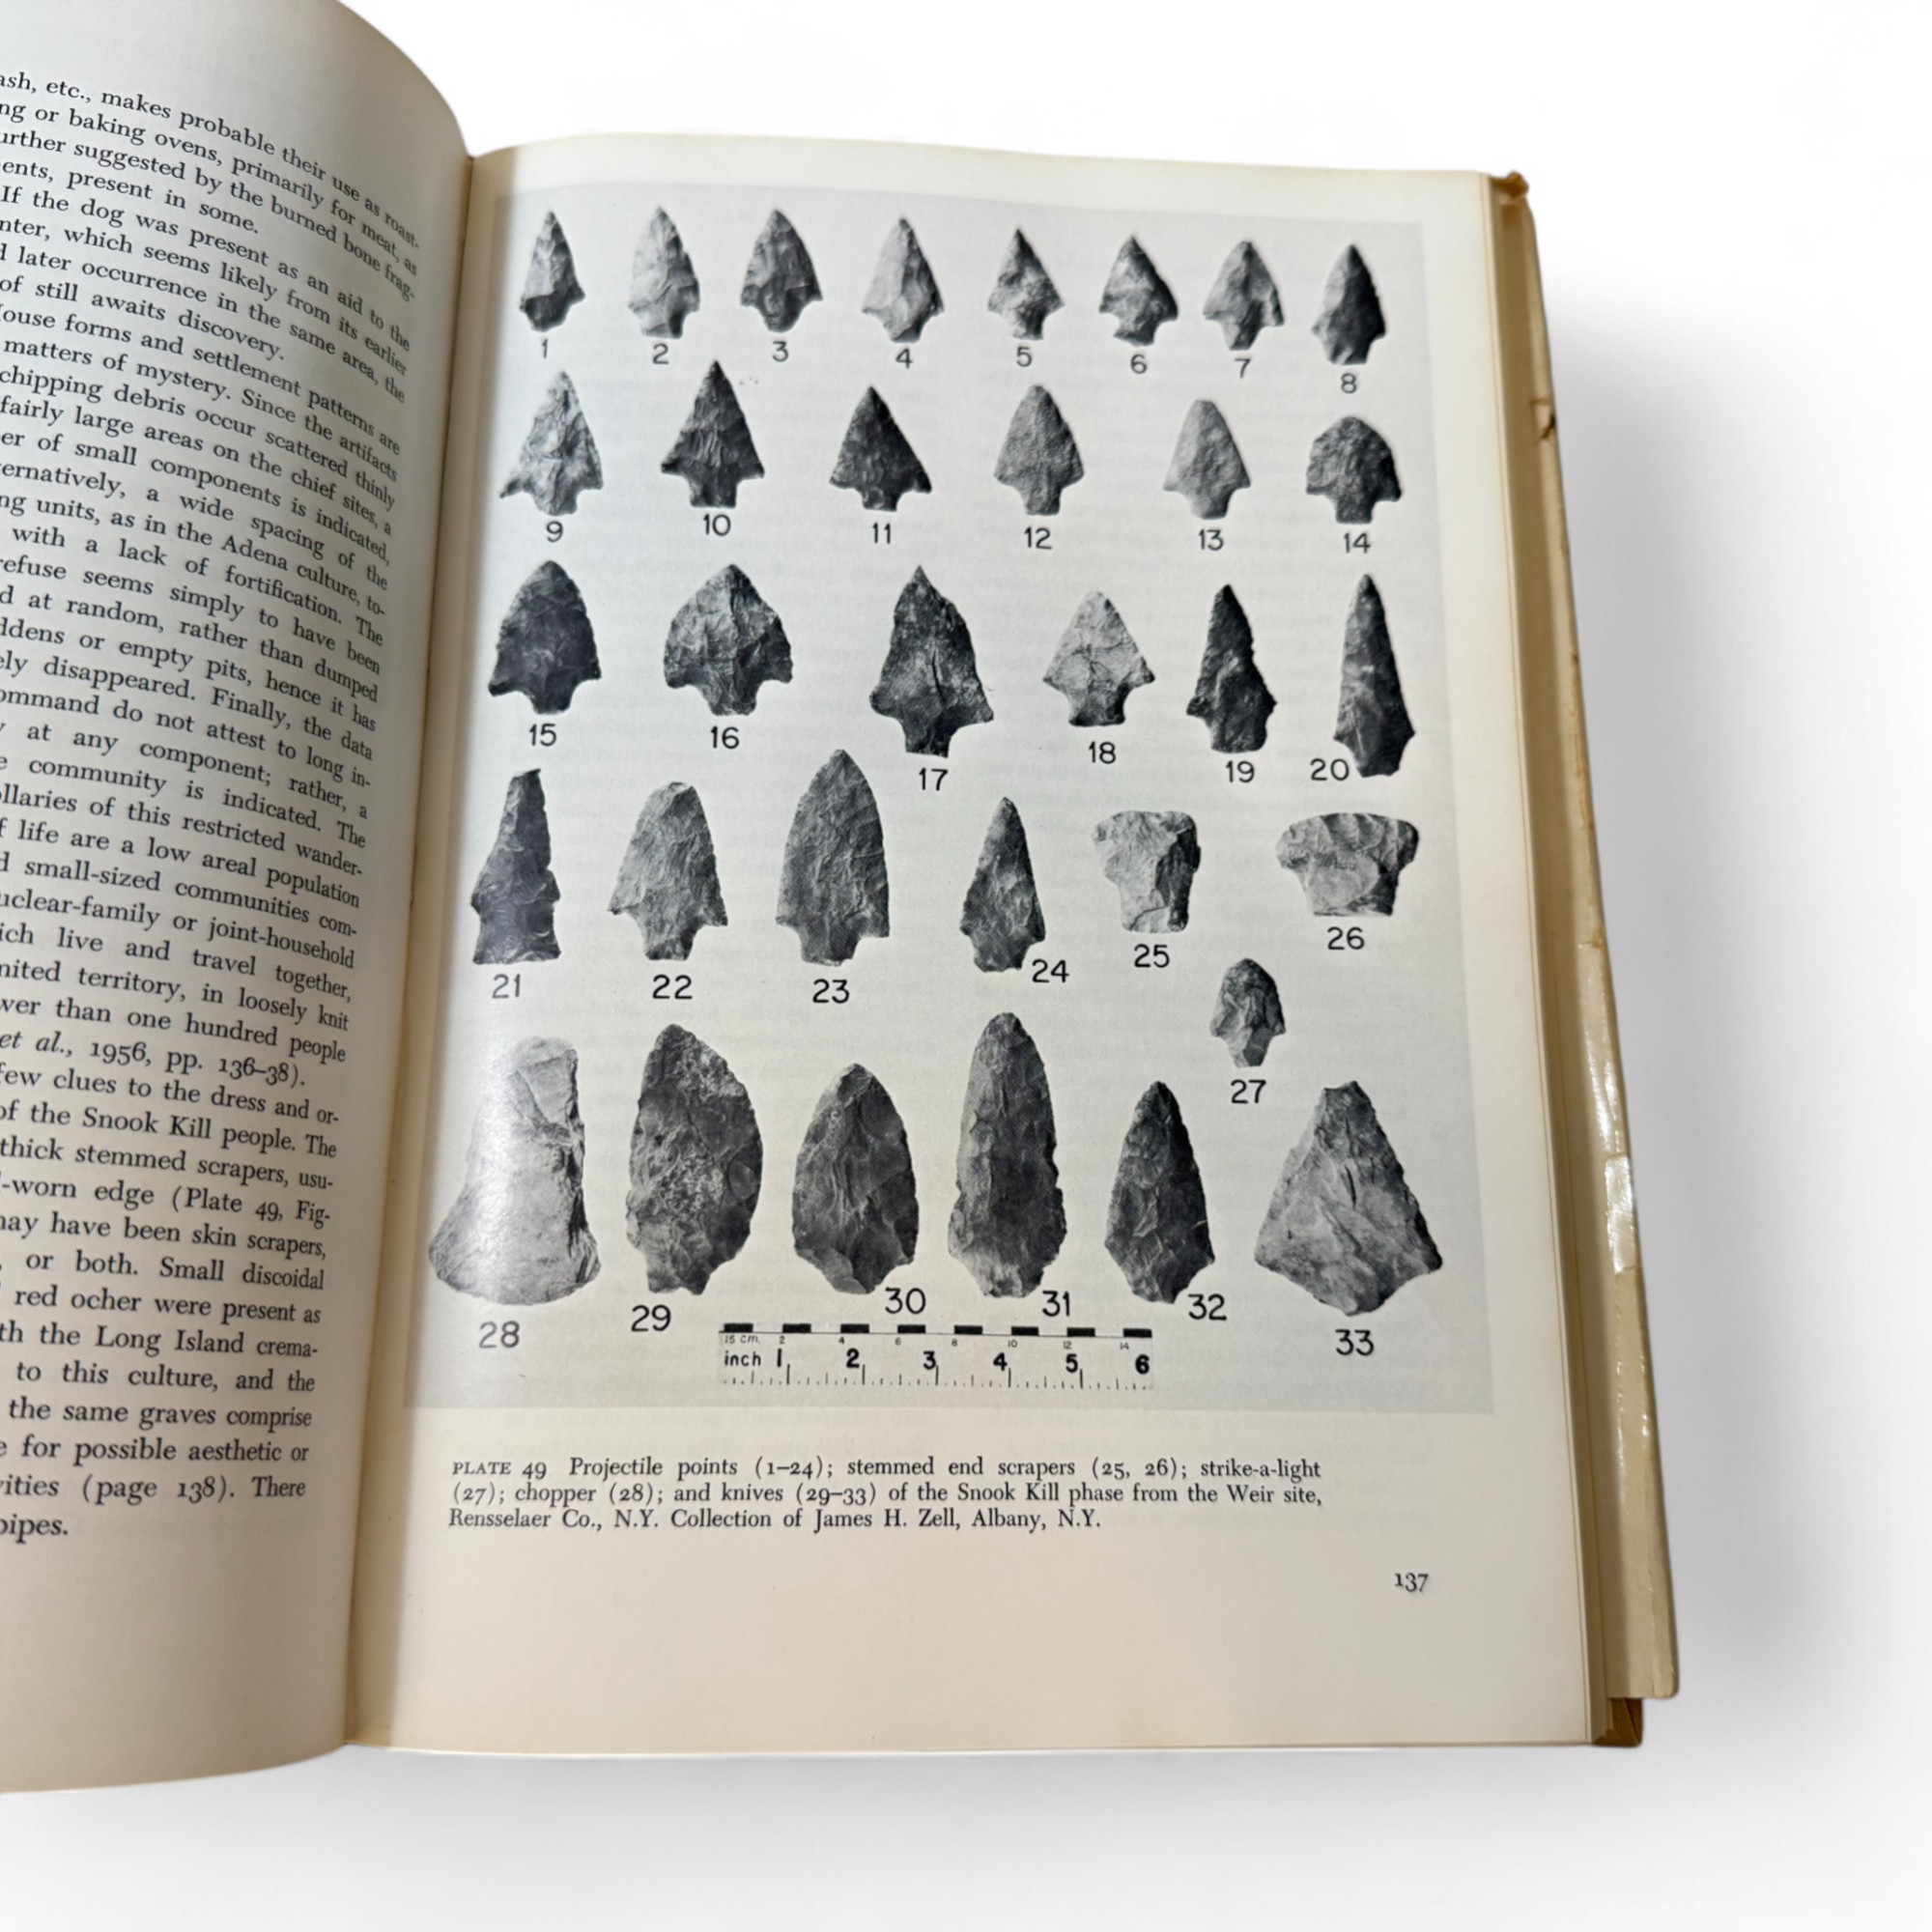 ash, etc., makes probable their use as roast-
ng or baking ovens, primarily for meat, as
urther suggested by the burned bone frag-
ents, present in some.
If the dog was present as an aid to the
nter, which seems likely from its earlier
d later occurrence in the same area, the
of still awaits discovery.
ouse forms and settlement patterns are
matters of mystery. Since the artifacts
chipping debris occur scattered thinly
fairly large areas on the chief sites, a
er of small components is indicated,
ternatively, a wide spacing of the
ng units, as in the Adena culture, to-
with a lack of fortification. The
refuse seems simply to have been
d at random, rather than dumped
ddens or empty pits, hence it has
ely disappeared. Finally, the data
ommand do not attest to long in-
y at any component; rather, a
e community is indicated. The
ollaries of this restricted wander-
f life are a low areal population
d small-sized communities com-
uclear-family or joint-household
ich live and travel together,
mited territory, in loosely knit
wer than one hundred people
et al., 1956, pp. 136–38).
few clues to the dress and or-
of the Snook Kill people. The
thick stemmed scrapers, usu-
l-worn edge (Plate 49, Fig-
may have been skin scrapers,
, or both. Small discoidal
red ocher were present as
th the Long Island crema-
to this culture, and the
the same graves comprise
e for possible aesthetic or
vities (page 138). There
pipes.
1 2 3 4 5 6 7 8
9 10 11 12 13 14
15 16 17 18 19 20
21 22 23 24 25 26
27
28 29 30 31 32 33
15 cm. 2 4 6 8 10 12 14
inch 1 2 3 4 5 6
PLATE 49 Projectile points (1–24); stemmed end scrapers (25, 26); strike-a-light
(27); chopper (28); and knives (29–33) of the Snook Kill phase from the Weir site,
Rensselaer Co., N.Y. Collection of James H. Zell, Albany, N.Y.
137